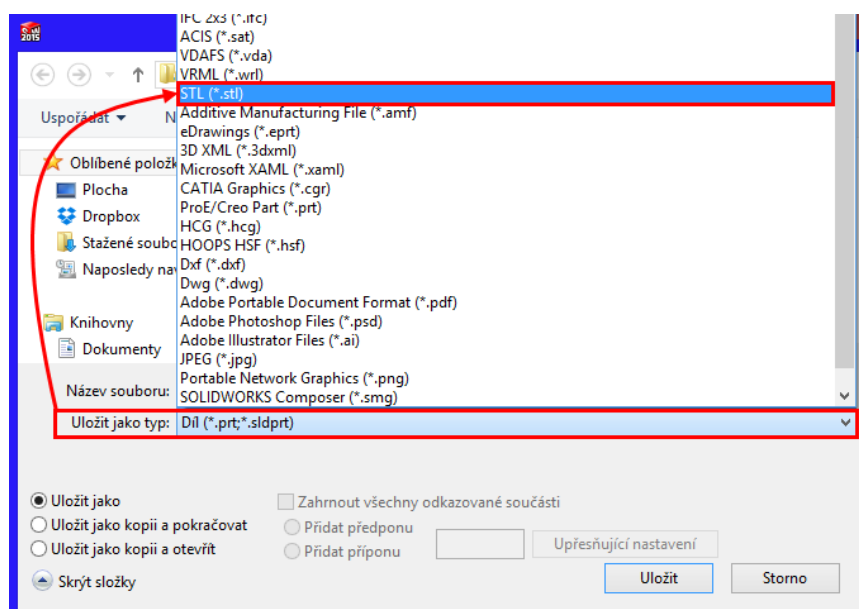 SW
2015
IFC 2x3 (*.ifc)
ACIS (*.sat)
VDAFS (*.vda)
VRML (*.wrl)
STL (*.stl)
Additive Manufacturing File (*.amf)
eDrawings (*.eprt)
3D XML (*.3dxml)
Microsoft XAML (*.xaml)
CATIA Graphics (*.cgr)
ProE/Creo Part (*.prt)
HCG (*.hcg)
HOOPS HSF (*.hsf)
Dxf (*.dxf)
Dwg (*.dwg)
Adobe Portable Document Format (*.pdf)
Adobe Photoshop Files (*.psd)
Adobe Illustrator Files (*.ai)
JPEG (*.jpg)
Portable Network Graphics (*.png)
SOLIDWORKS Composer (*.smg)
Uspořádat
N
Oblíbené položk
Plocha
Dropbox
Stažené soubo
Naposledy nav
Knihovny
Dokumenty
Název souboru:
Uložit jako typ: Díl (*.prt;*.sldprt)
Uložit jako
Uložit jako kopii a pokračovat
Uložit jako kopii a otevřít
Skrýt složky
Zahrnout všechny odkazované součásti
Přidat předponu
Přidat příponu
Upřesňující nastavení
Uložit
Storno